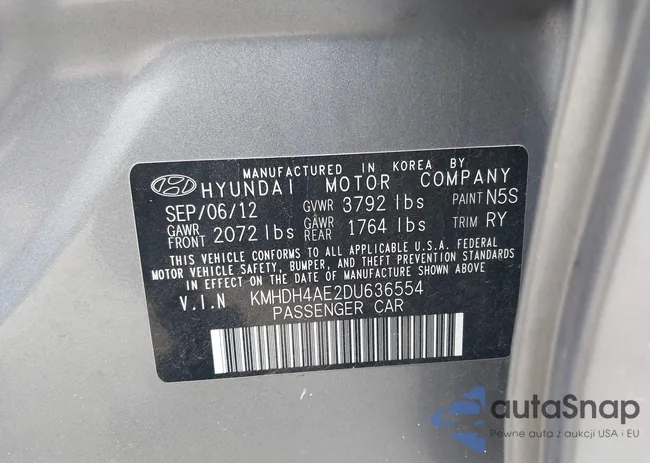 MANUFACTURED IN KOREA BY
HYUNDAI MOTOR COMPANY
SEP/06/12 GVWR 3792 lbs PAINT N5S
GAWR FRONT 2072 lbs GAWR REAR 1764 lbs TRIM RY
THIS VEHICLE CONFORMS TO ALL APPLICABLE U.S.A. FEDERAL
MOTOR VEHICLE SAFETY, BUMPER, AND THEFT PREVENTION STANDARDS
IN EFFECT ON THE DATE OF MANUFACTURE SHOWN ABOVE.
V.I.N KMHDH4AE2DU636554
PASSENGER CAR
autaSnap
Pewne auta z aukcji USA i EU